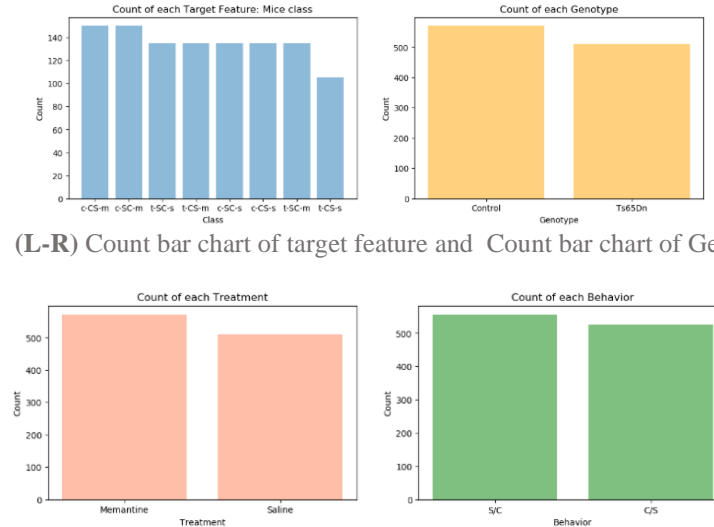 Count of each Target Feature: Mice class
140
120
100
80
60
40
20
0
Count
c-CS-m c-SC-m t-SC-s t-CS-m c-SC-s c-CS-s t-SC-m t-CS-s
Class
Count of each Genotype
500
400
300
200
100
0
Count
Control Ts65Dn
Genotype
(L-R) Count bar chart of target feature and Count bar chart of Ge
Count of each Treatment
500
400
300
200
100
0
Count
Memantine Saline
Treatment
Count of each Behavior
500
400
300
200
100
0
Count
S/C C/S
Behavior